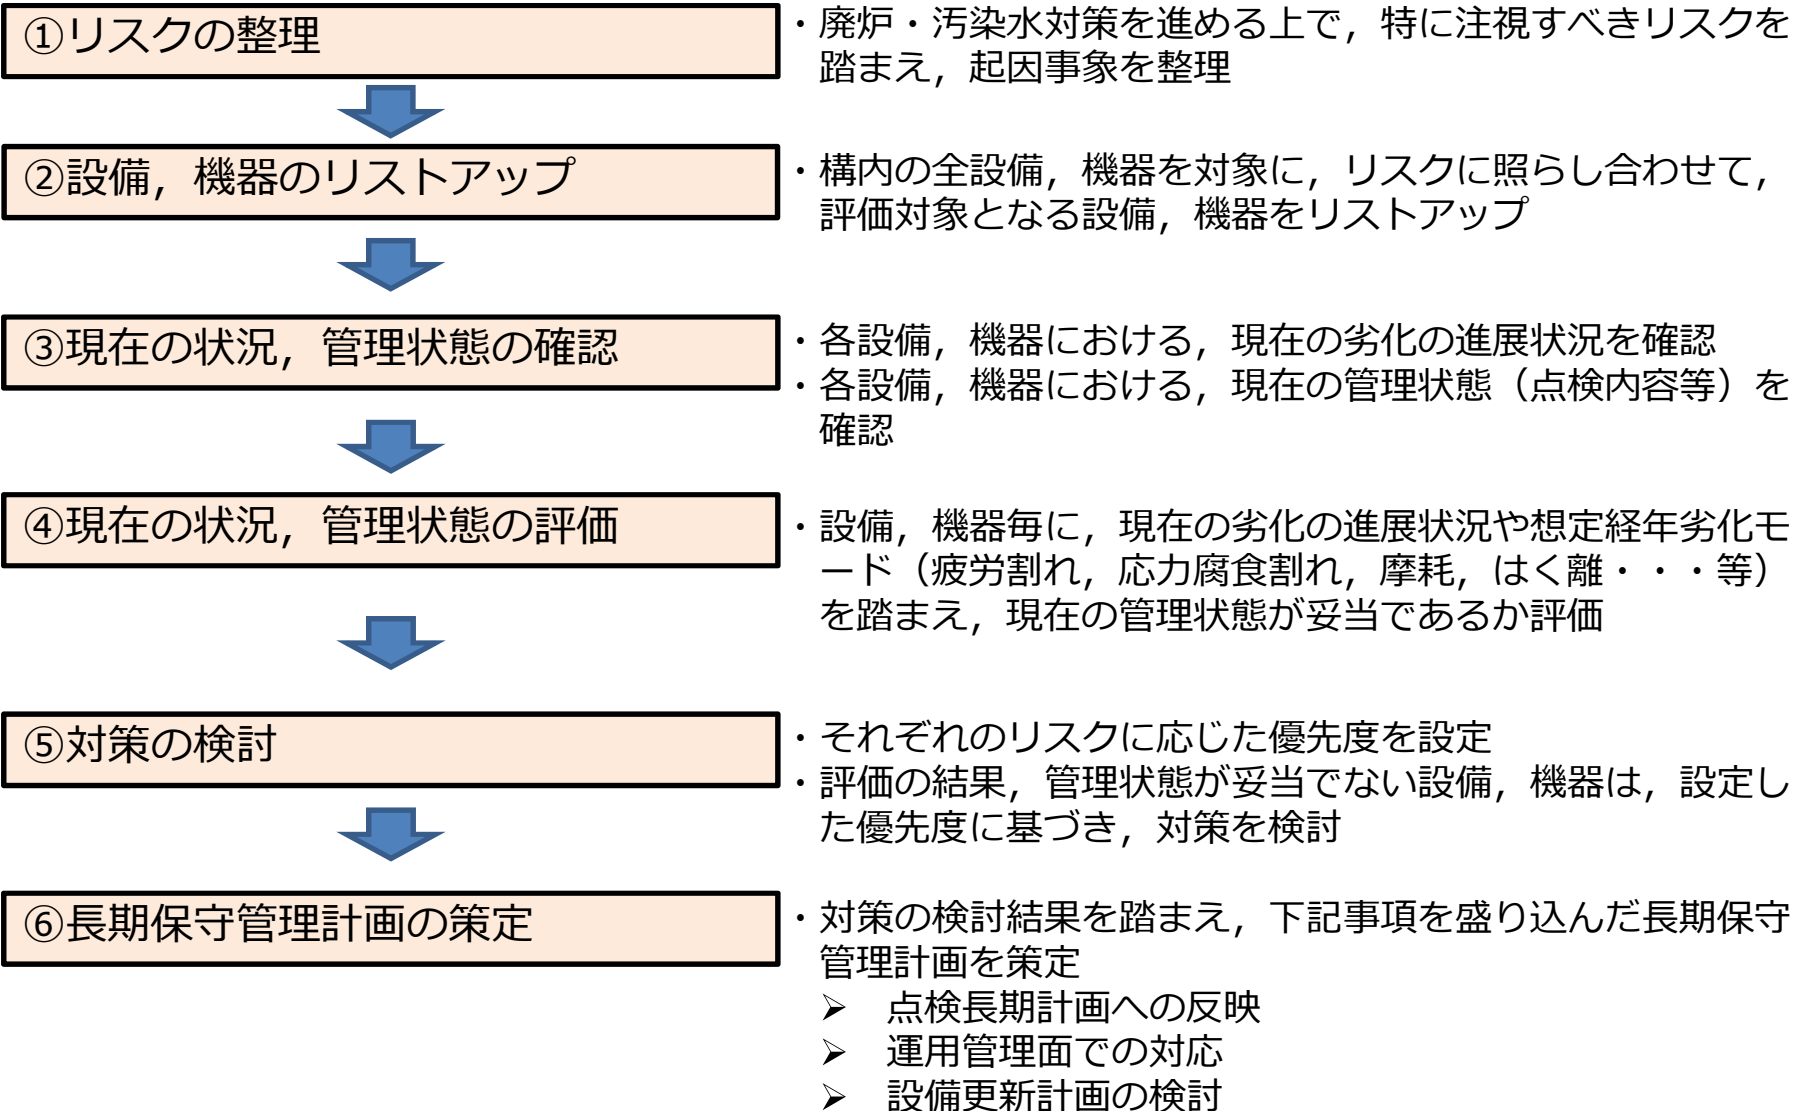 ①リスクの整理
・廃炉・汚染水対策を進める上で，特に注視すべきリスクを
踏まえ，起因事象を整理
②設備，機器のリストアップ
・構内の全設備，機器を対象に，リスクに照らし合わせて，
評価対象となる設備，機器をリストアップ
③現在の状況，管理状態の確認
・各設備，機器における，現在の劣化の進展状況を確認
・各設備，機器における，現在の管理状態（点検内容等）を
確認
④現在の状況，管理状態の評価
・設備，機器毎に，現在の劣化の進展状況や想定経年劣化モ
ード（疲労割れ，応力腐食割れ，摩耗，はく離・・・等）
を踏まえ，現在の管理状態が妥当であるか評価
⑤対策の検討
・それぞれのリスクに応じた優先度を設定
・評価の結果，管理状態が妥当でない設備，機器は，設定し
た優先度に基づき，対策を検討
⑥長期保守管理計画の策定
・対策の検討結果を踏まえ，下記事項を盛り込んだ長期保守
管理計画を策定
➢ 点検長期計画への反映
➢ 運用管理面での対応
➢ 設備更新計画の検討